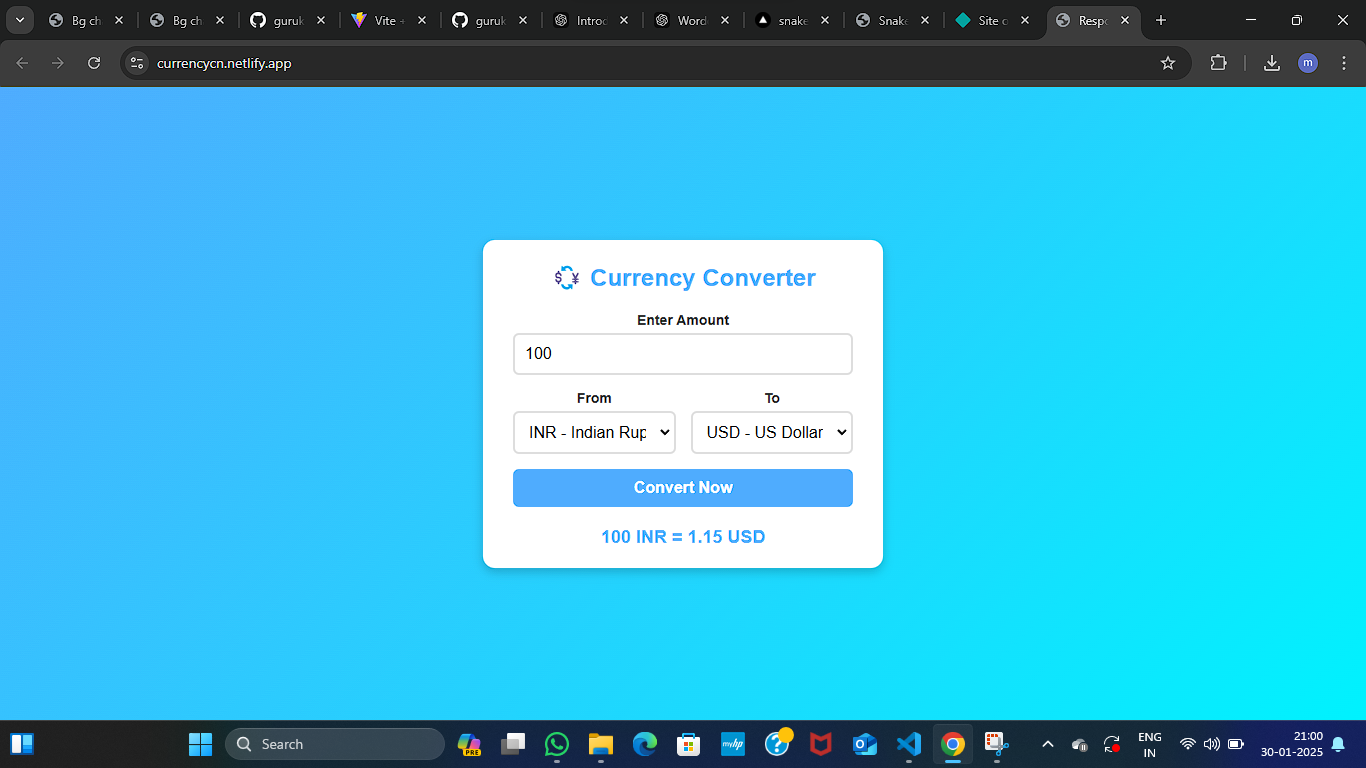 Bg ch
Bg ch
guruk
Vite +
guruk
Introd
Word
snake
Snake
Site o
Respo
m
currencycn.netlify.app
$ ¥ Currency Converter
Enter Amount
100
From To
INR - Indian Rup USD - US Dollar
Convert Now
100 INR = 1.15 USD
Search
PRE
myhp
ENG
IN
21:00
30-01-2025